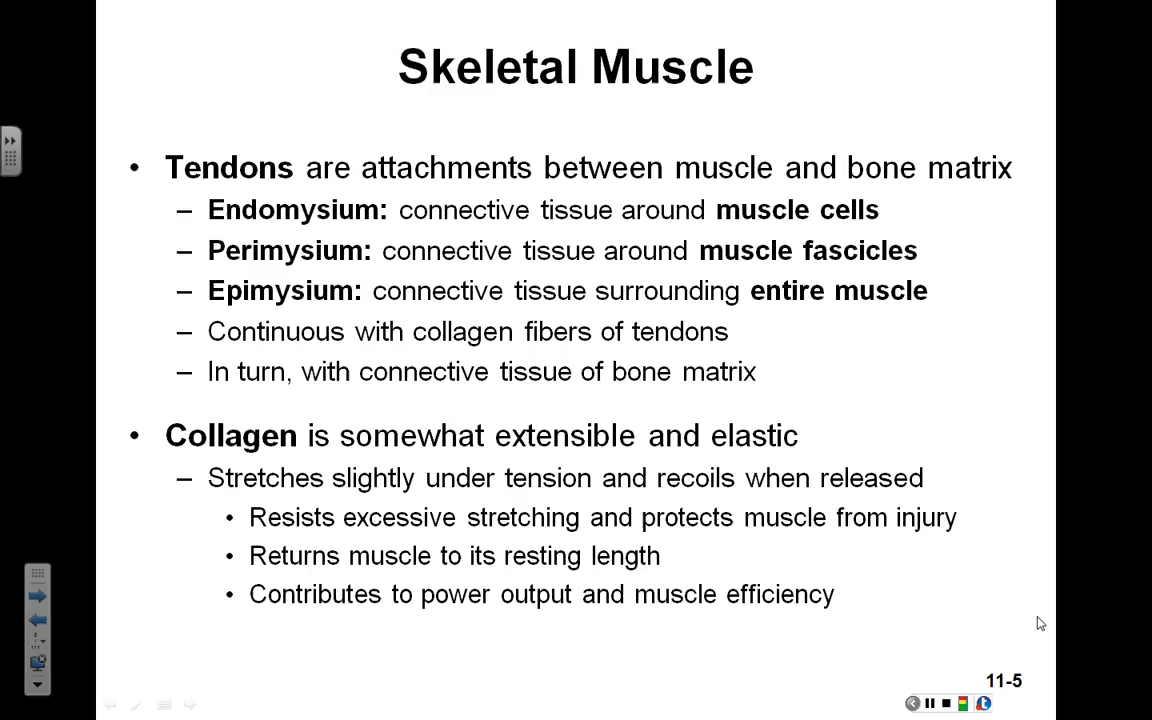 Skeletal Muscle
• Tendons are attachments between muscle and bone matrix
– Endomysium: connective tissue around muscle cells
– Perimysium: connective tissue around muscle fascicles
– Epimysium: connective tissue surrounding entire muscle
– Continuous with collagen fibers of tendons
– In turn, with connective tissue of bone matrix
• Collagen is somewhat extensible and elastic
– Stretches slightly under tension and recoils when released
• Resists excessive stretching and protects muscle from injury
• Returns muscle to its resting length
• Contributes to power output and muscle efficiency
11-5